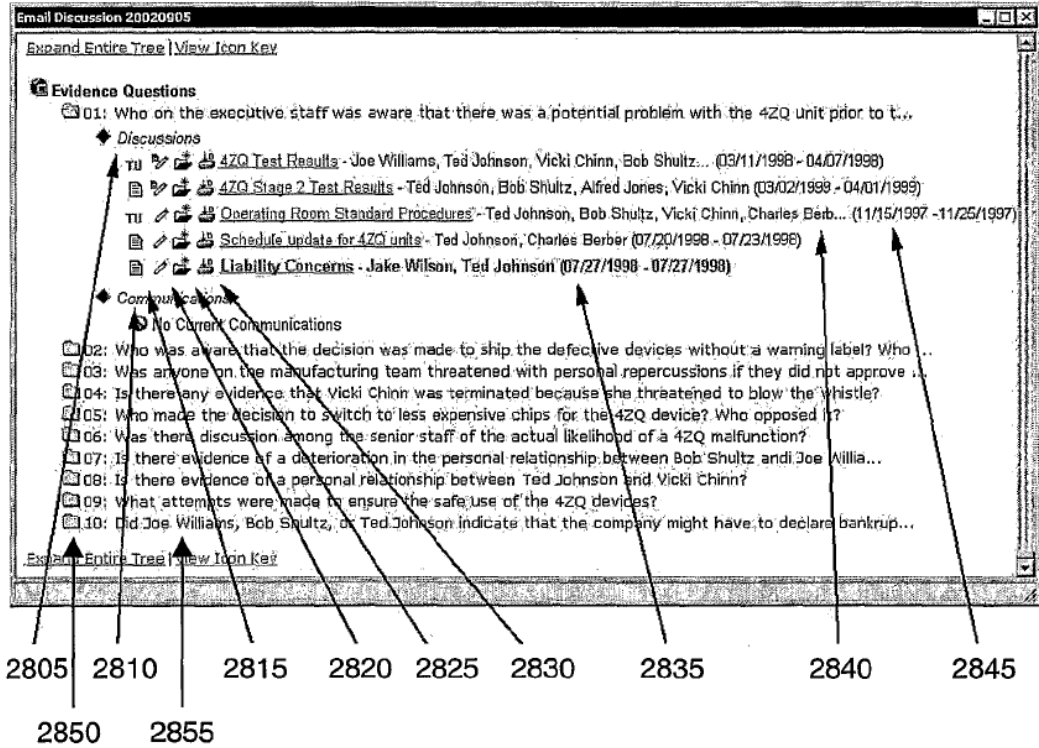 Email Discussion 20020905
Expand Entire Tree | View Icon Key
Evidence Questions
01: Who on the executive staff was aware that there was a potential problem with the 4ZQ unit prior to t...
Discussions
TU 4ZQ Test Results - Joe Williams, Ted Johnson, Vicki Chinn, Bob Shultz... (03/11/1998 - 04/07/1998)
4ZQ Stage 2 Test Results - Ted Johnson, Bob Shultz, Alfred Jones, Vicki Chinn (03/02/1998 - 04/01/1999)
TU Operating Room Standard Procedures - Ted Johnson, Bob Shultz, Vicki Chinn, Charles Berb... (11/15/1997 -11/25/1997)
Schedule update for 4ZQ units - Ted Johnson, Charles Berber (07/20/1998 - 07/23/1998)
Liability Concerns - Jake Wilson, Ted Johnson (07/27/1998 - 07/27/1998)
Communications
No Current Communications
02: Who was aware that the decision was made to ship the defective devices without a warning label? Who ...
03: Was anyone on the manufacturing team threatened with personal repercussions if they did not approve ...
04: Is there any evidence that Vicki Chinn was terminated because she threatened to blow the whistle?
05: Who made the decision to switch to less expensive chips for the 4ZQ device? Who opposed it?
06: Was there discussion among the senior staff of the actual likelihood of a 4ZQ malfunction?
07: Is there evidence of a deterioration in the personal relationship between Bob Shultz andi Joe Willia...
08: Is there evidence of a personal relationship between Ted Johnson and Vicki Chinn?
09: What attempts were made to ensure the safe use of the 4ZQ devices?
10: Did Joe Williams, Bob Shultz, or Ted Johnson indicate that the company might have to declare bankrup...
Expand Entire Tree | View Icon Key
2805 2810 2815 2820 2825 2830 2835 2840 2845
2850 2855